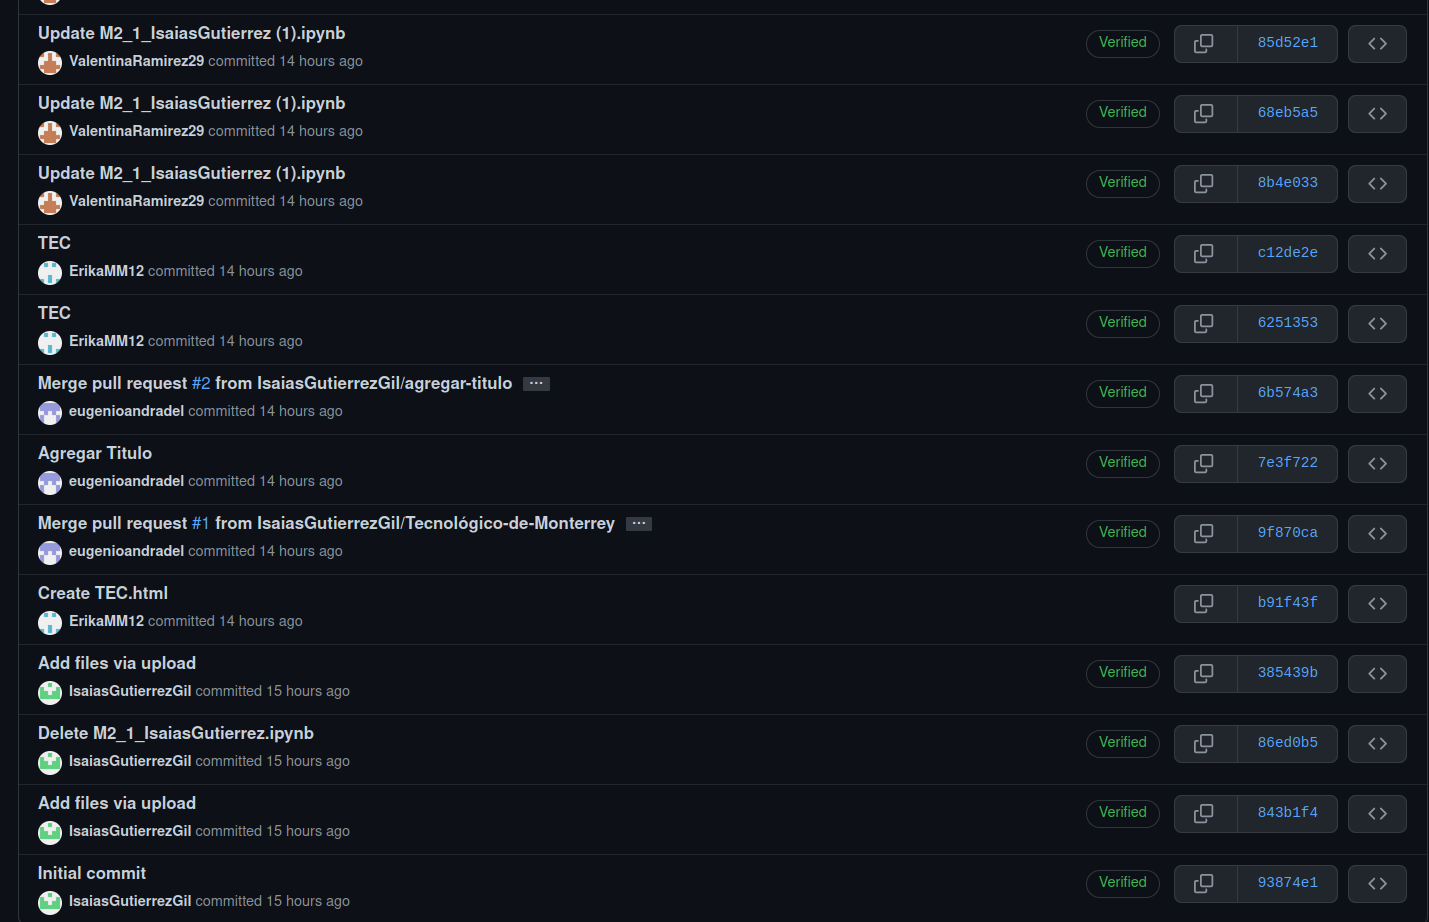 Update M2_1_IsaiasGutierrez (1).ipynb
ValentinaRamirez29 committed 14 hours ago
Verified
85d52e1
Update M2_1_IsaiasGutierrez (1).ipynb
ValentinaRamirez29 committed 14 hours ago
Verified
68eb5a5
Update M2_1_IsaiasGutierrez (1).ipynb
ValentinaRamirez29 committed 14 hours ago
Verified
8b4e033
TEC
ErikaMM12 committed 14 hours ago
Verified
c12de2e
TEC
ErikaMM12 committed 14 hours ago
Verified
6251353
Merge pull request #2 from IsaiasGutierrezGil/agregar-titulo ...
eugenioandradel committed 14 hours ago
Verified
6b574a3
Agregar Titulo
eugenioandradel committed 14 hours ago
Verified
7e3f722
Merge pull request #1 from IsaiasGutierrezGil/Tecnológico-de-Monterrey ...
eugenioandradel committed 14 hours ago
Verified
9f870ca
Create TEC.html
ErikaMM12 committed 14 hours ago
b91f43f
Add files via upload
IsaiasGutierrezGil committed 15 hours ago
Verified
385439b
Delete M2_1_IsaiasGutierrez.ipynb
IsaiasGutierrezGil committed 15 hours ago
Verified
86ed0b5
Add files via upload
IsaiasGutierrezGil committed 15 hours ago
Verified
843b1f4
Initial commit
IsaiasGutierrezGil committed 15 hours ago
Verified
93874e1